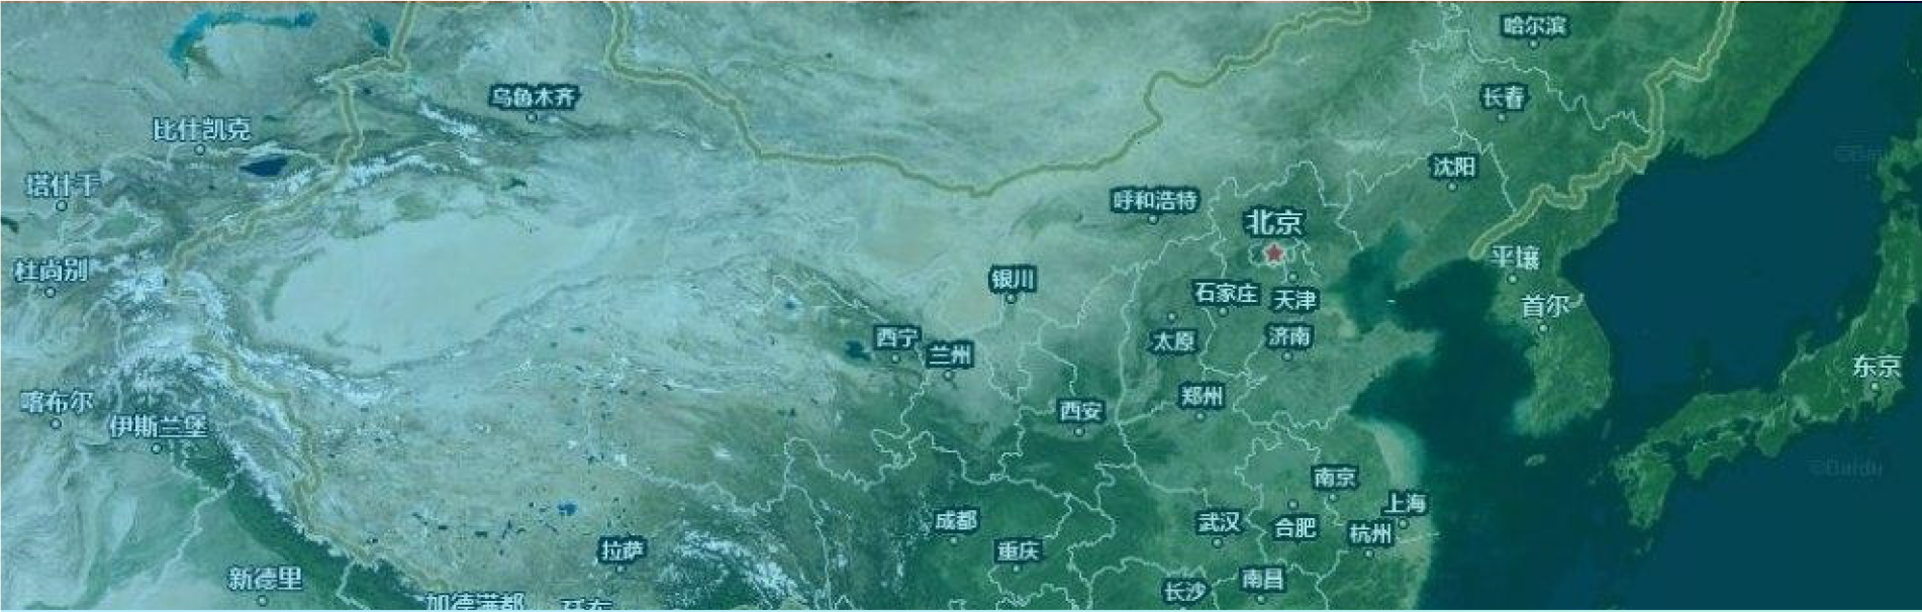 哈尔滨
乌鲁木齐
长春
比什凯克
沈阳
塔什干
呼和浩特
北京
平壤
杜尚别
银川
石家庄
天津
首尔
西宁
兰州
太原
济南
东京
喀布尔
伊斯兰堡
西安
郑州
©Baidu
南京
上海
成都
武汉
合肥
杭州
拉萨
重庆
新德里
南昌
长沙
加德满都